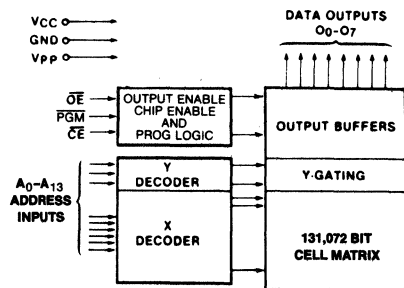 VCC
GND
VPP
DATA OUTPUTS
O0–O7
OE
PGM
CE
OUTPUT ENABLE
CHIP ENABLE
AND
PROG LOGIC
OUTPUT BUFFERS
A0–A13
ADDRESS
INPUTS
Y
DECODER
Y-GATING
X
DECODER
131,072 BIT
CELL MATRIX